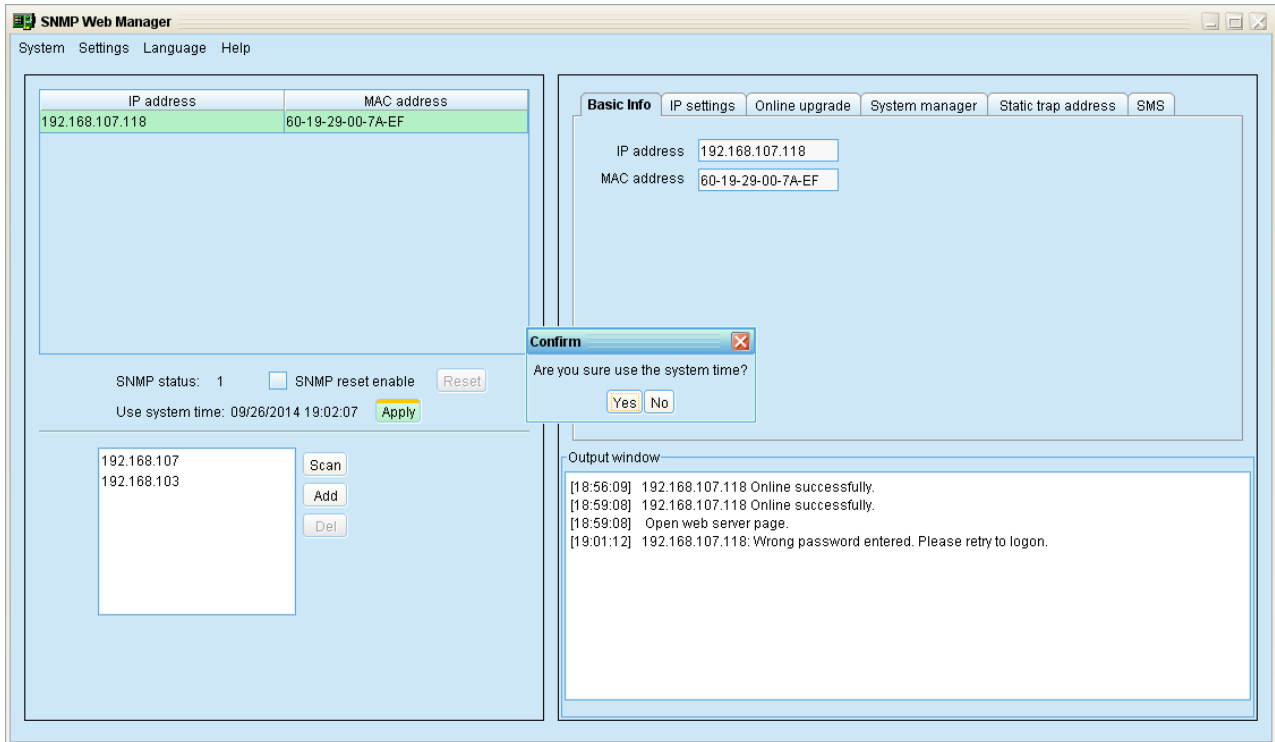 SNMP Web Manager
System Settings Language Help
IP address MAC address
192.168.107.118 60-19-29-00-7A-EF
SNMP status: 1 SNMP reset enable Reset
Use system time: 09/26/2014 19:02:07 Apply
192.168.107
192.168.103
Scan
Add
Del
Basic Info IP settings Online upgrade System manager Static trap address SMS
IP address 192.168.107.118
MAC address 60-19-29-00-7A-EF
Confirm
Are you sure use the system time?
Yes No
Output window
[18:56:09] 192.168.107.118 Online successfully.
[18:59:08] 192.168.107.118 Online successfully.
[18:59:08] Open web server page.
[19:01:12] 192.168.107.118: Wrong password entered. Please retry to logon.